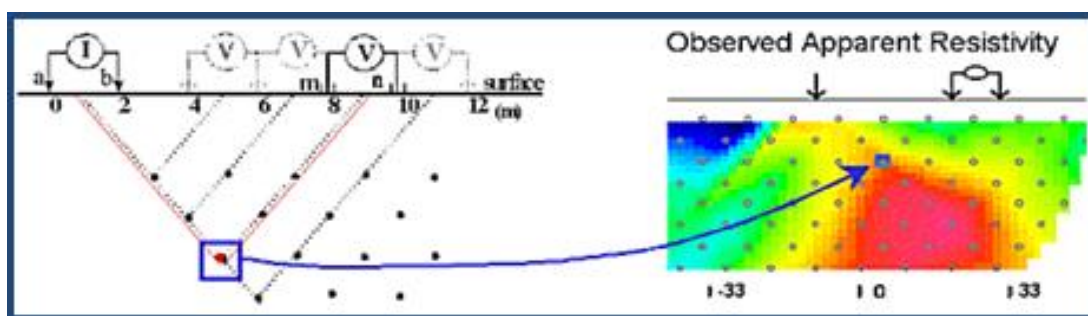 I V V V V
a b m n surface
0 2 4 6 8 10 12 (m)
Observed Apparent Resistivity
-33 0 33